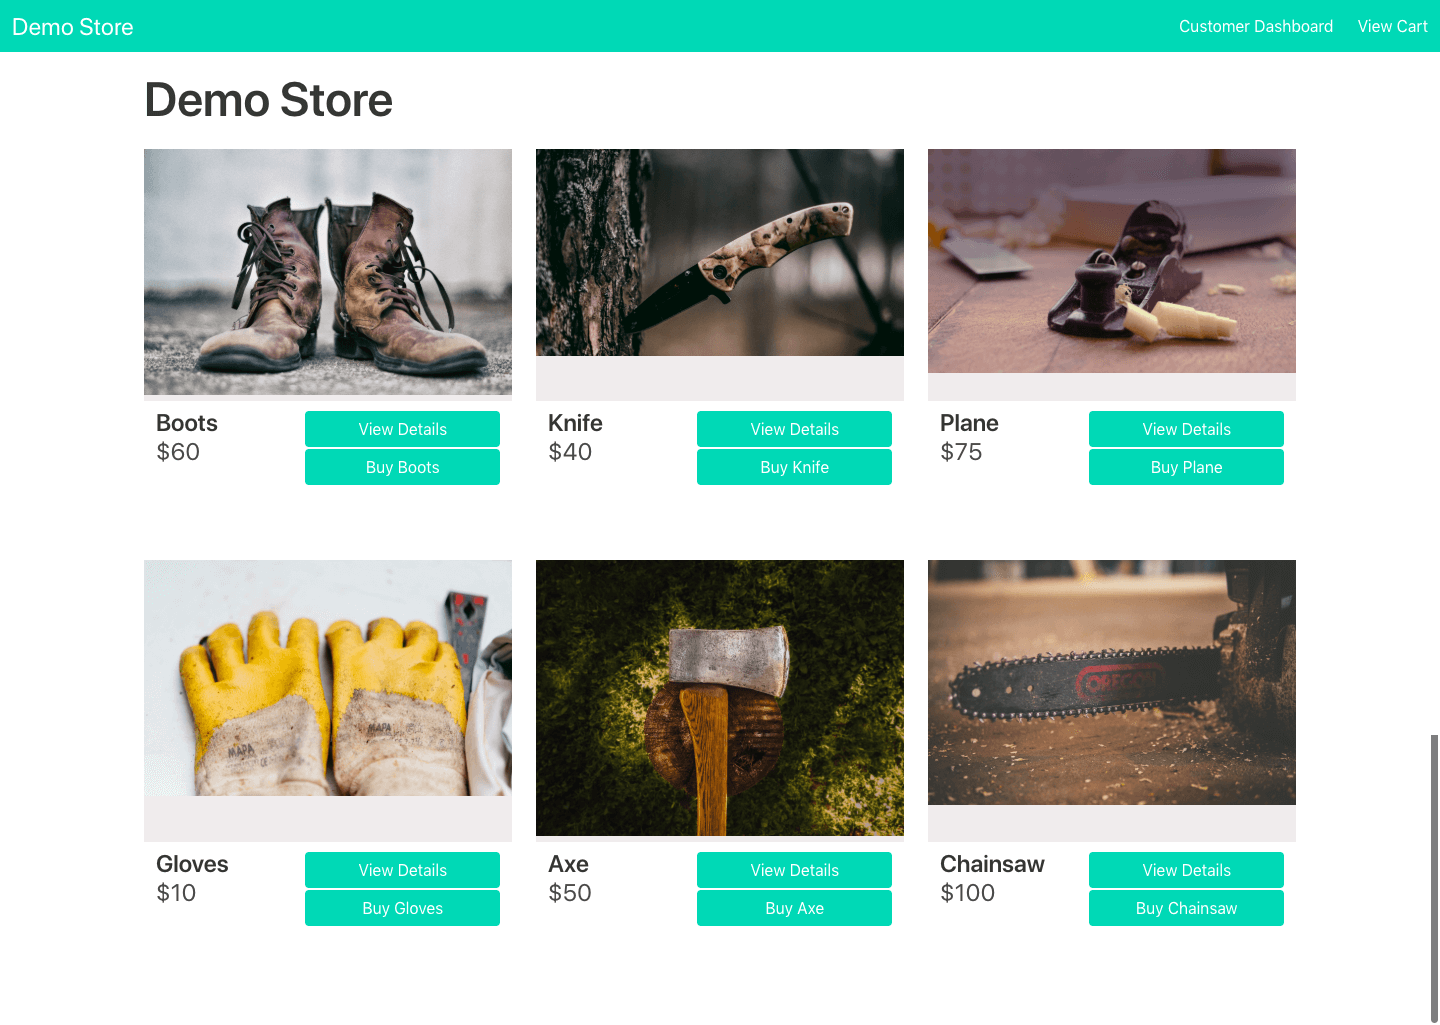 Demo Store
Customer Dashboard
View Cart
Demo Store
Boots
$60
View Details
Buy Boots
Knife
$40
View Details
Buy Knife
Plane
$75
View Details
Buy Plane
MAPA
MAPA
OREGON
Gloves
$10
View Details
Buy Gloves
Axe
$50
View Details
Buy Axe
Chainsaw
$100
View Details
Buy Chainsaw